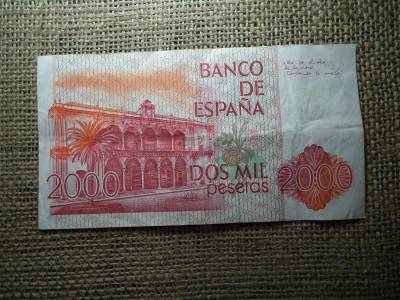 BANCO
DE
ESPAÑA
2000
DOS MIL
pesetas
2000